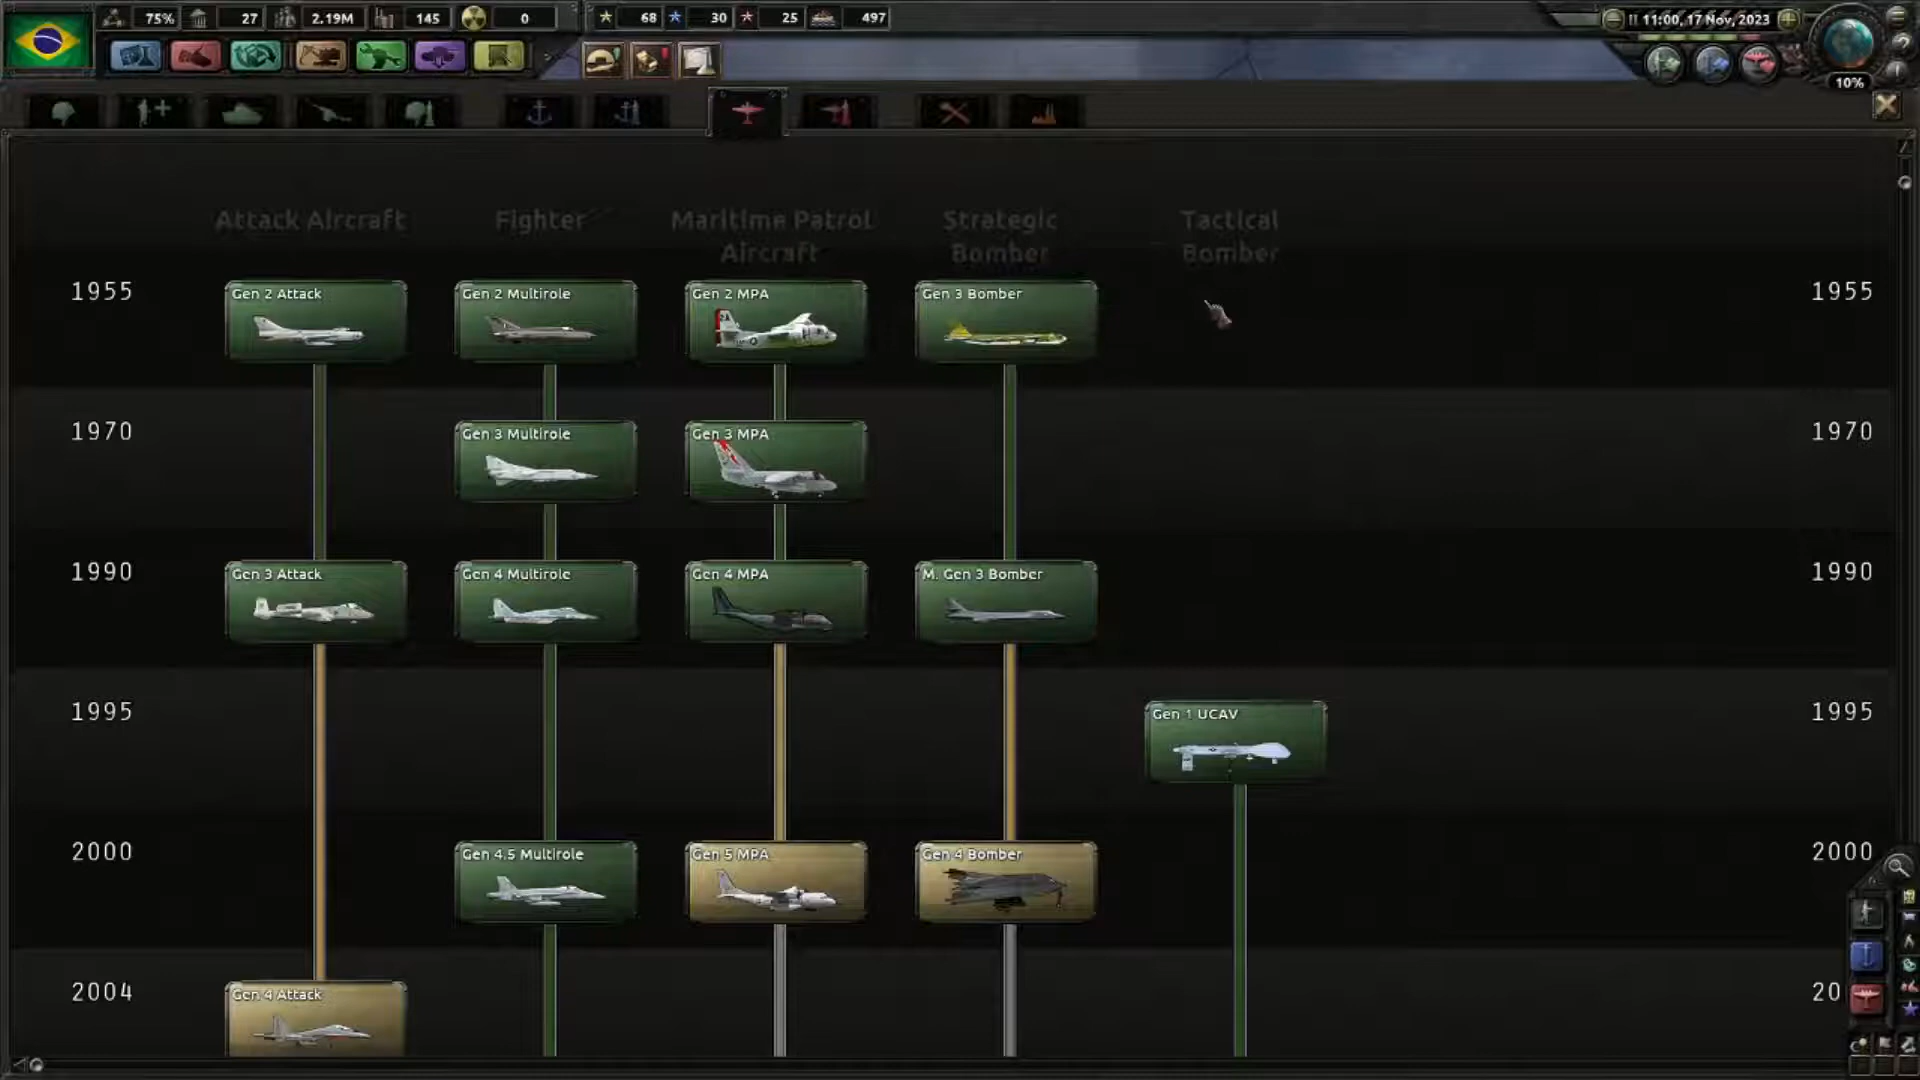 75% 27 2.19M 145 0 68 30 25 497
11:00, 17 Nov, 2023
10%
Attack Aircraft Fighter Maritime Patrol Aircraft Strategic Bomber Tactical Bomber
1955 Gen 2 Attack Gen 2 Multirole Gen 2 MPA Gen 3 Bomber 1955
1970 Gen 3 Multirole Gen 3 MPA 1970
1990 Gen 3 Attack Gen 4 Multirole Gen 4 MPA M. Gen 3 Bomber 1990
1995 Gen 1 UCAV 1995
2000 Gen 4.5 Multirole Gen 5 MPA Gen 4 Bomber 2000
2004 Gen 4 Attack 20